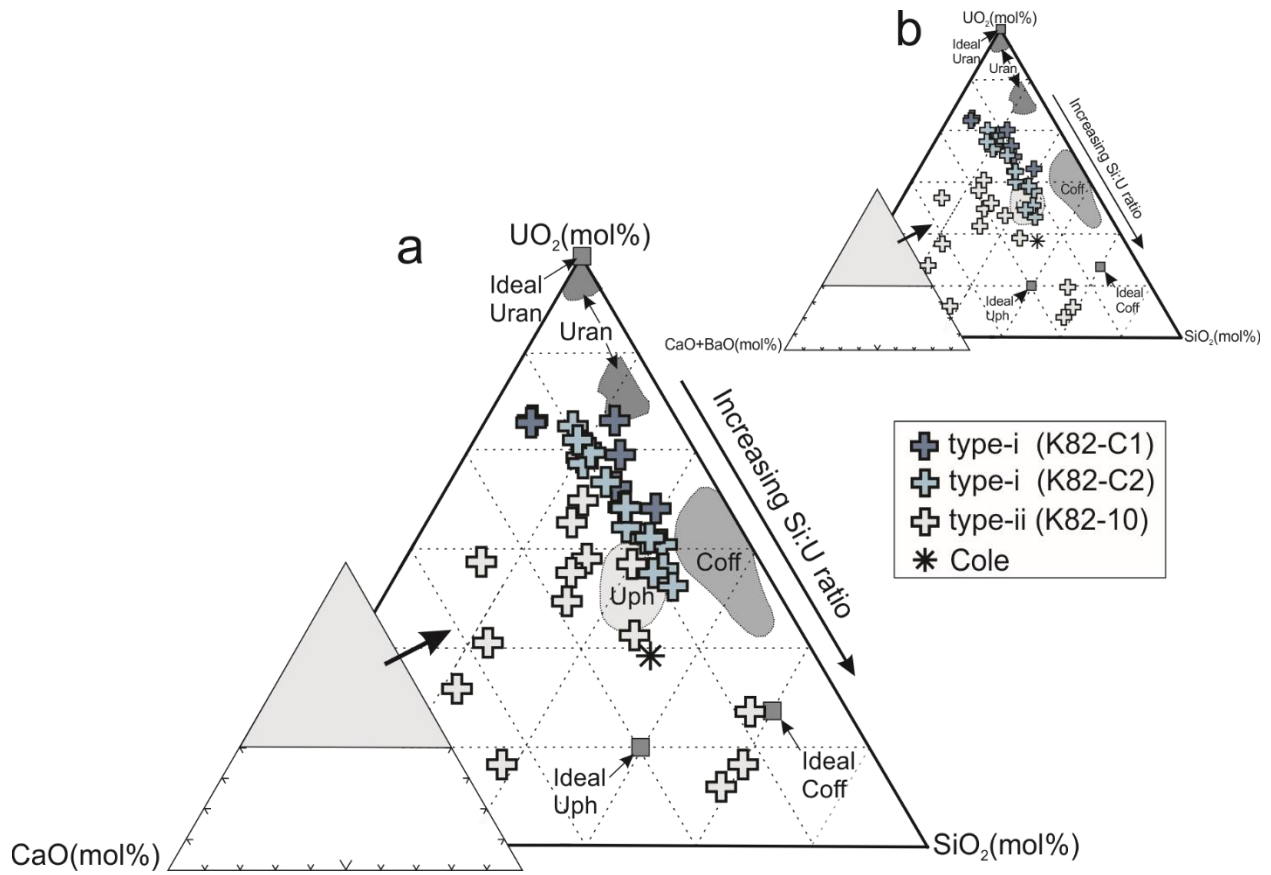 a
UO₂(mol%)
Ideal
Uran
Uran
Coff
Uph
Ideal
Uph
Ideal
Coff
Increasing Si:U ratio
CaO(mol%)
SiO₂(mol%)
b
UO₂(mol%)
Ideal
Uran
Uran
Coff
Ideal
Uph
Ideal
Coff
Increasing Si:U ratio
CaO+BaO(mol%)
SiO₂(mol%)
type-i (K82-C1)
type-i (K82-C2)
type-ii (K82-10)
Cole